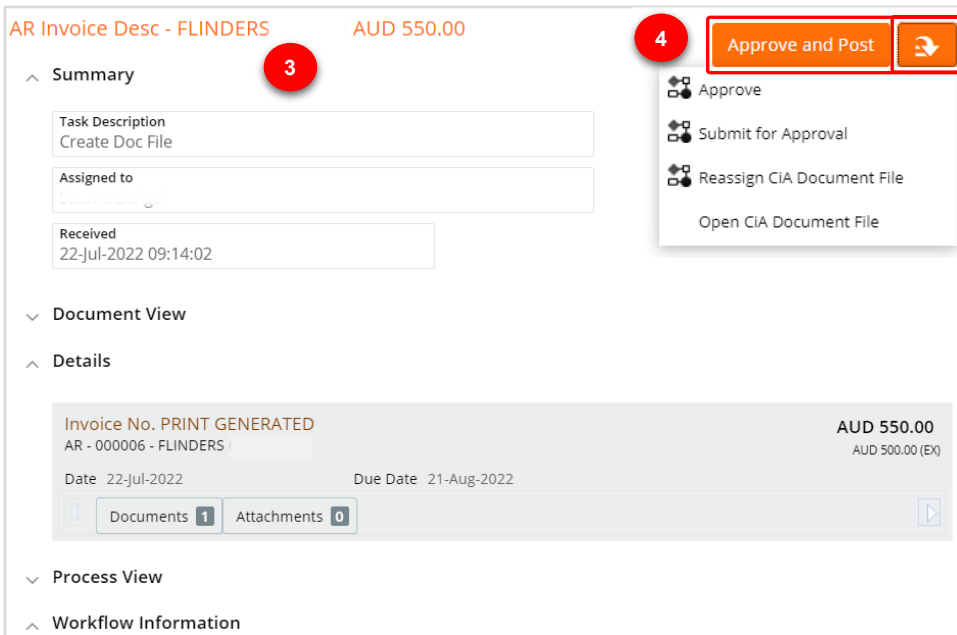 AR Invoice Desc - FLINDERS AUD 550.00
3
4
Approve and Post
Summary
Approve
Submit for Approval
Reassign CiA Document File
Open CiA Document File
Task Description
Create Doc File
Assigned to
Received
22-Jul-2022 09:14:02
Document View
Details
Invoice No. PRINT GENERATED
AUD 550.00
AR - 000006 - FLINDERS
AUD 500.00 (EX)
Date 22-Jul-2022 Due Date 21-Aug-2022
Documents 1 Attachments 0
Process View
Workflow Information